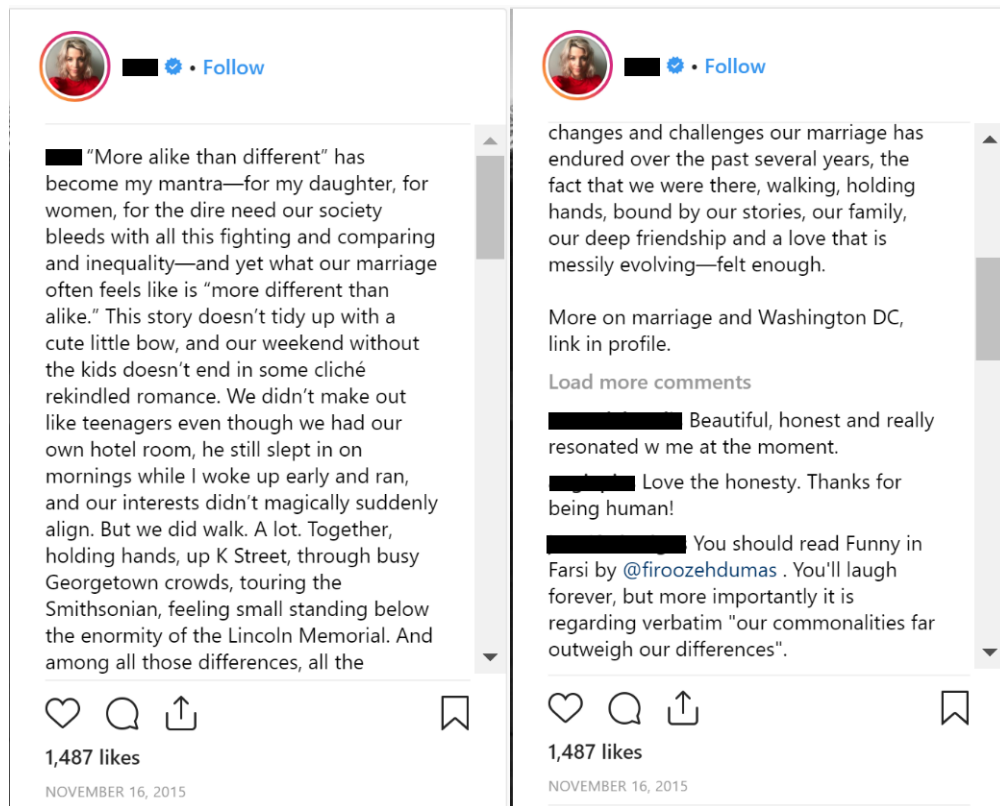 • Follow
“More alike than different” has
become my mantra—for my daughter, for
women, for the dire need our society
bleeds with all this fighting and comparing
and inequality—and yet what our marriage
often feels like is “more different than
alike.” This story doesn’t tidy up with a
cute little bow, and our weekend without
the kids doesn’t end in some cliché
rekindled romance. We didn’t make out
like teenagers even though we had our
own hotel room, he still slept in on
mornings while I woke up early and ran,
and our interests didn’t magically suddenly
align. But we did walk. A lot. Together,
holding hands, up K Street, through busy
Georgetown crowds, touring the
Smithsonian, feeling small standing below
the enormity of the Lincoln Memorial. And
among all those differences, all the
1,487 likes
NOVEMBER 16, 2015
• Follow
changes and challenges our marriage has
endured over the past several years, the
fact that we were there, walking, holding
hands, bound by our stories, our family,
our deep friendship and a love that is
messily evolving—felt enough.
More on marriage and Washington DC,
link in profile.
Load more comments
Beautiful, honest and really
resonated w me at the moment.
Love the honesty. Thanks for
being human!
You should read Funny in
Farsi by @firoozehdumas . You'll laugh
forever, but more importantly it is
regarding verbatim "our commonalities far
outweigh our differences".
1,487 likes
NOVEMBER 16, 2015